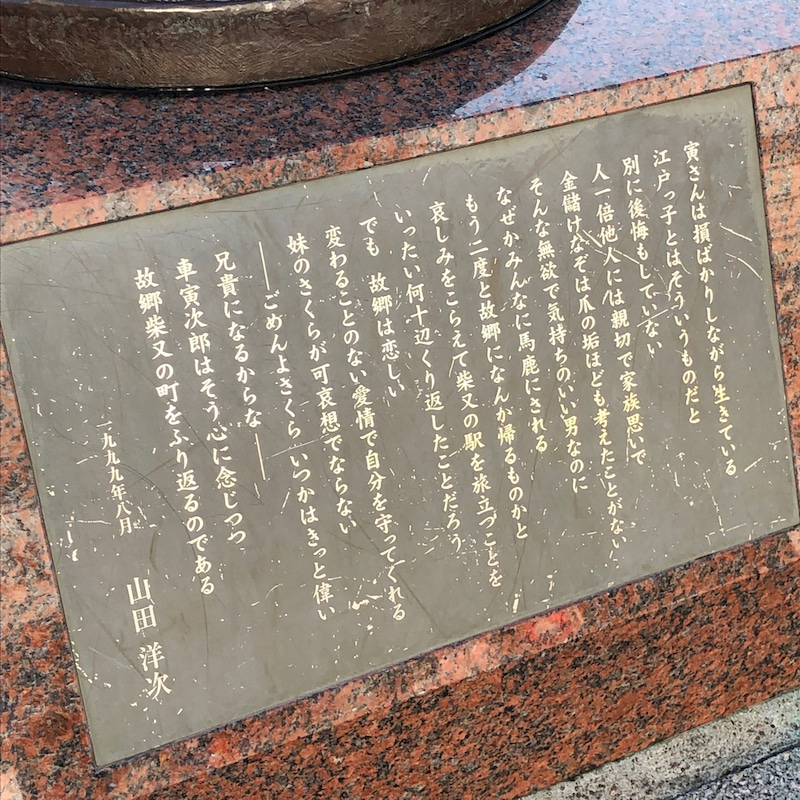 寅さんは損ばかりしながら生きている
江戸っ子とはそういうものだと
別に後悔もしていない
人一倍他人には親切で家族思いで
金儲けなぞは爪の垢ほども考えたことがない
そんな無欲で気持ちのいい男なのに
なぜかみんなに馬鹿にされる
もう二度と故郷になんか帰るものかと
哀しみをこらえて柴又の駅を旅立つことを
いったい何十辺くり返したことだろう
でも 故郷は恋しい
変わることのない愛情で自分を守ってくれる
妹のさくらが可哀想でならない
――ごめんよさくら いつかはきっと偉い
兄貴になるからな――
車寅次郎はそう心に念じつつ
故郷柴又の町をふり返るのである
一九九九年八月
山田 洋次